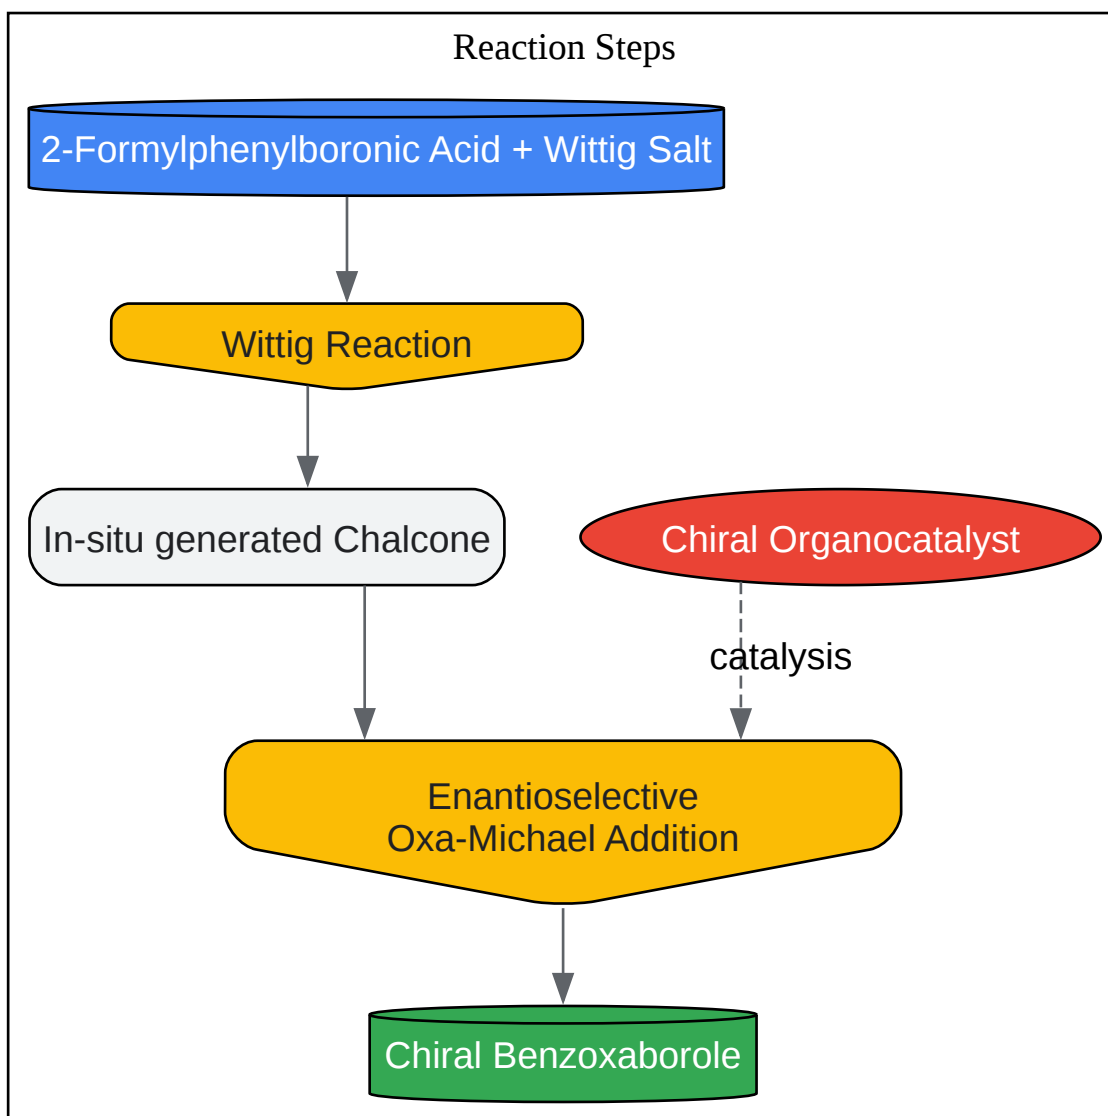 Reaction Steps
2-Formylphenylboronic Acid + Wittig Salt
Wittig Reaction
In-situ generated Chalcone
Chiral Organocatalyst
catalysis
Enantioselective
Oxa-Michael Addition
Chiral Benzoxaborole